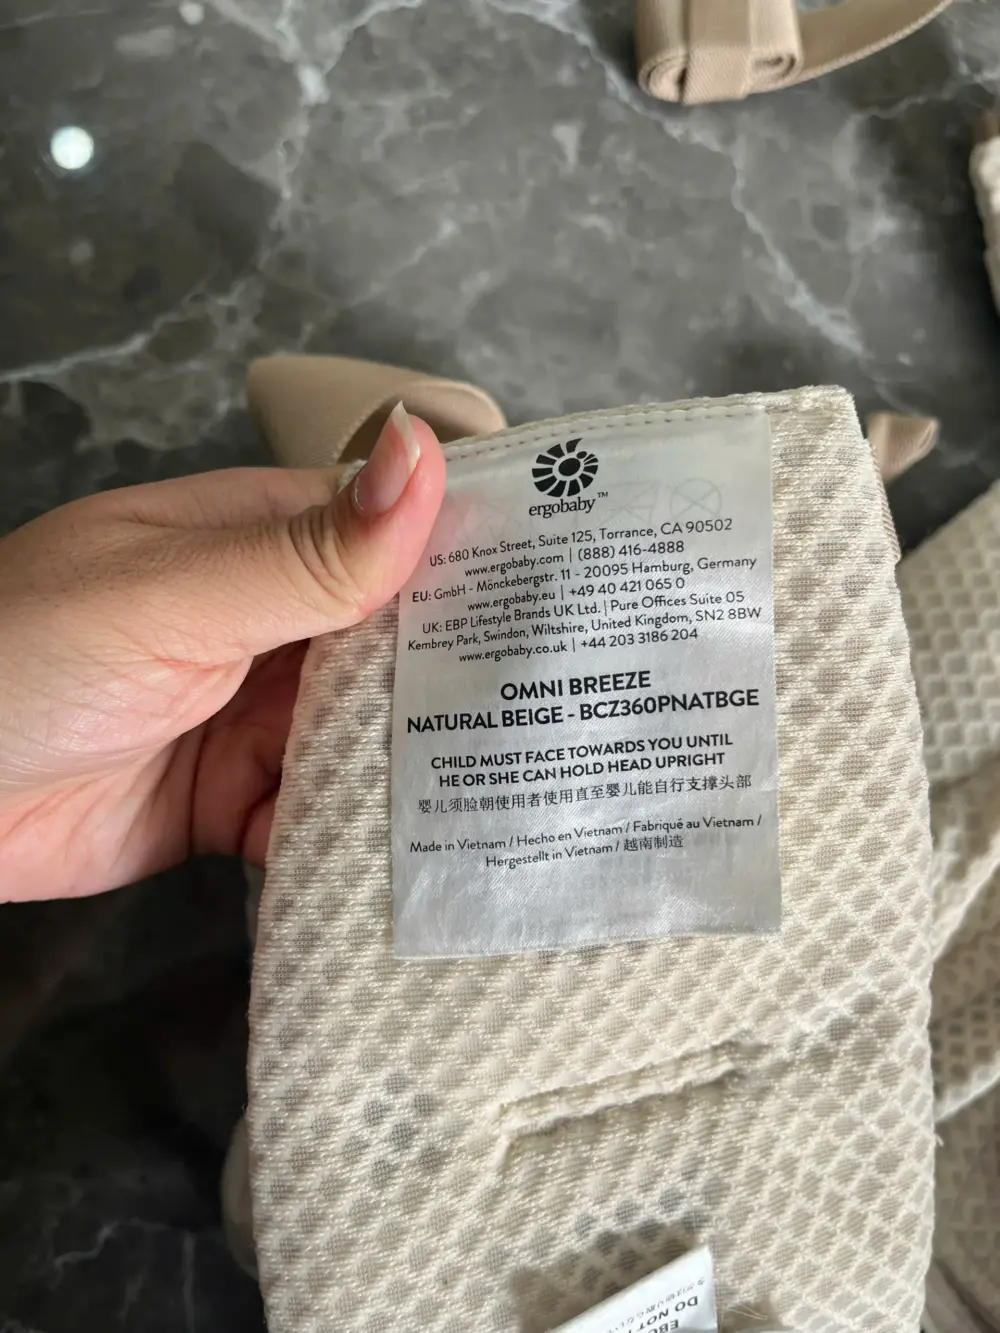 ergobaby™
US: 680 Knox Street, Suite 125, Torrance, CA 90502
www.ergobaby.com | (888) 416-4888
EU: GmbH - Mönckebergstr. 11 - 20095 Hamburg, Germany
www.ergobaby.eu | +49 40 421 065 0
UK: EBP Lifestyle Brands UK Ltd. | Pure Offices Suite 05
Kembrey Park, Swindon, Wiltshire, United Kingdom, SN2 8BW
www.ergobaby.co.uk | +44 203 3186 204
OMNI BREEZE
NATURAL BEIGE - BCZ360PNATBGE
CHILD MUST FACE TOWARDS YOU UNTIL
HE OR SHE CAN HOLD HEAD UPRIGHT
婴儿须脸朝使用者使用直至婴儿能自行支撑头部
Made in Vietnam / Hecho en Vietnam / Fabriqué au Vietnam /
Hergestellt in Vietnam / 越南制造
DO NOT